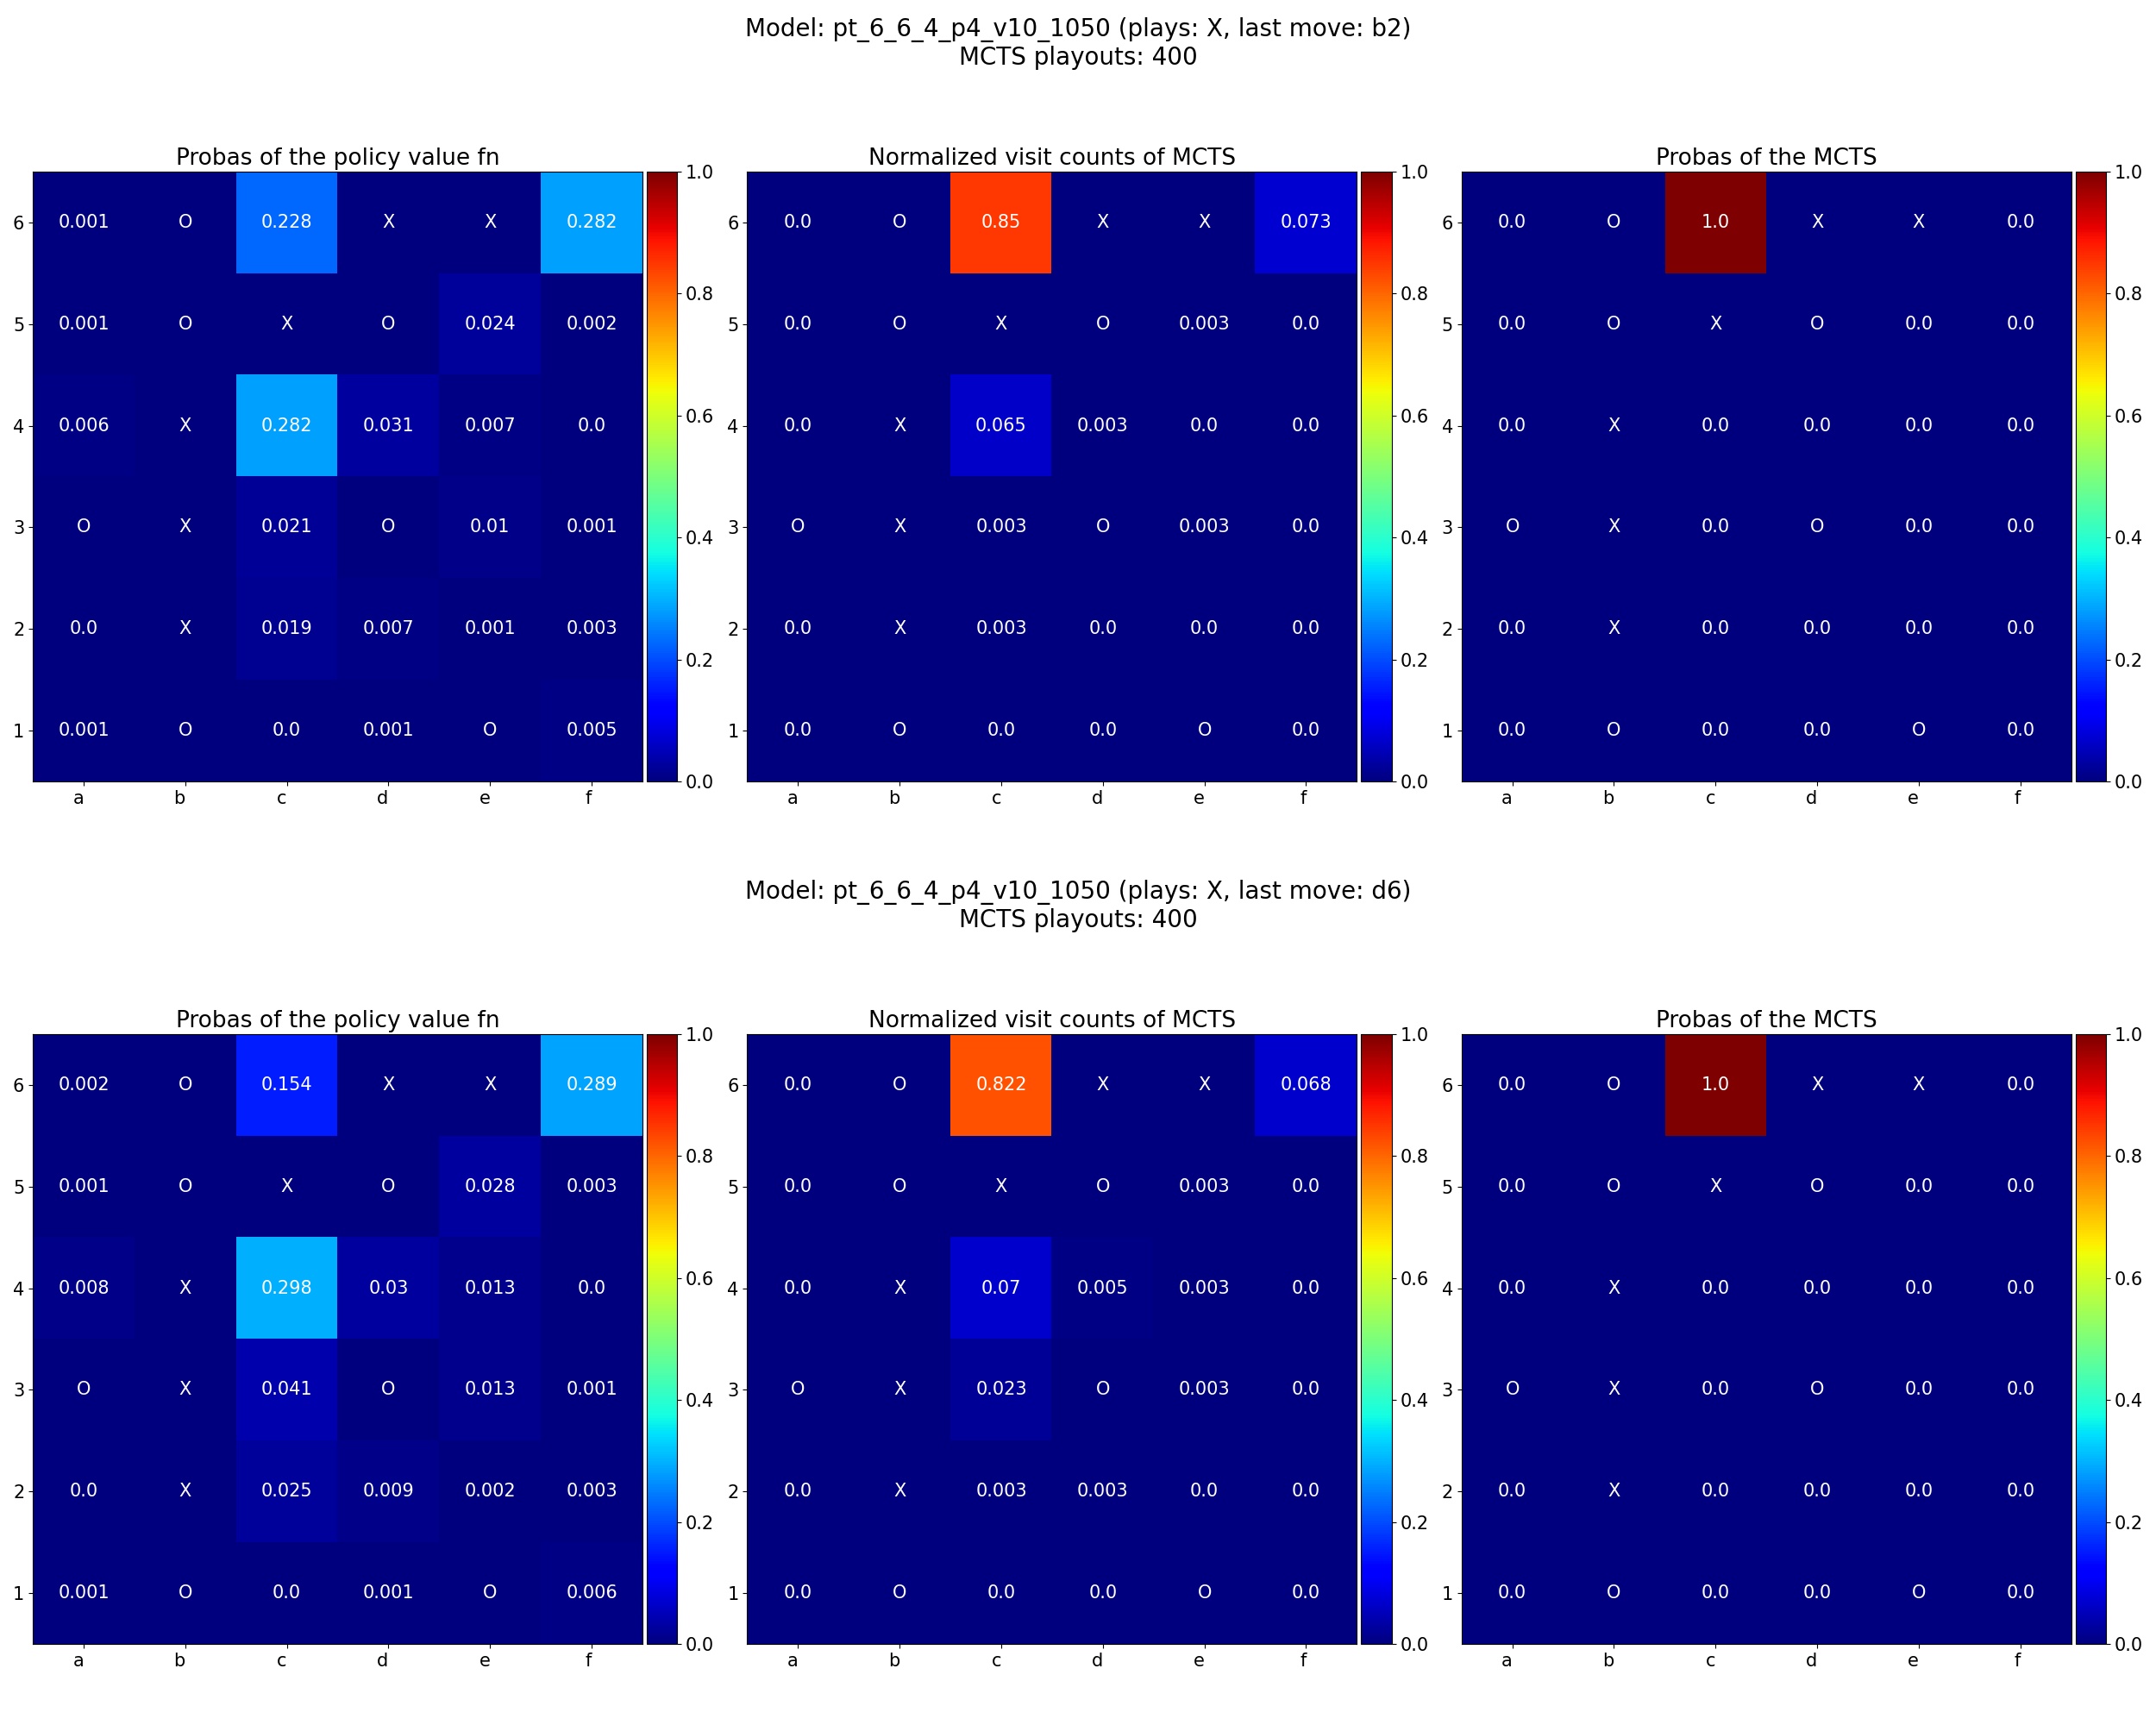 Model: pt_6_6_4_p4_v10_1050 (plays: X, last move: b2)
MCTS playouts: 400
Probas of the policy value fn
1.0
6 0.001 O 0.228 X X 0.282
0.8
5 0.001 O X O 0.024 0.002
0.6
4 0.006 X 0.282 0.031 0.007 0.0
0.4
3 O X 0.021 O 0.01 0.001
0.2
2 0.0 X 0.019 0.007 0.001 0.003
1 0.001 O 0.0 0.001 O 0.005
0.0
a b c d e f
Normalized visit counts of MCTS
1.0
6 0.0 O 0.85 X X 0.073
0.8
5 0.0 O X O 0.003 0.0
0.6
4 0.0 X 0.065 0.003 0.0 0.0
0.4
3 O X 0.003 O 0.003 0.0
0.2
2 0.0 X 0.003 0.0 0.0 0.0
1 0.0 O 0.0 0.0 O 0.0
0.0
a b c d e f
Probas of the MCTS
1.0
6 0.0 O 1.0 X X 0.0
0.8
5 0.0 O X O 0.0 0.0
0.6
4 0.0 X 0.0 0.0 0.0 0.0
0.4
3 O X 0.0 O 0.0 0.0
0.2
2 0.0 X 0.0 0.0 0.0 0.0
1 0.0 O 0.0 0.0 O 0.0
0.0
a b c d e f
Model: pt_6_6_4_p4_v10_1050 (plays: X, last move: d6)
MCTS playouts: 400
Probas of the policy value fn
1.0
6 0.002 O 0.154 X X 0.289
0.8
5 0.001 O X O 0.028 0.003
0.6
4 0.008 X 0.298 0.03 0.013 0.0
0.4
3 O X 0.041 O 0.013 0.001
0.2
2 0.0 X 0.025 0.009 0.002 0.003
1 0.001 O 0.0 0.001 O 0.006
0.0
a b c d e f
Normalized visit counts of MCTS
1.0
6 0.0 O 0.822 X X 0.068
0.8
5 0.0 O X O 0.003 0.0
0.6
4 0.0 X 0.07 0.005 0.003 0.0
0.4
3 O X 0.023 O 0.003 0.0
0.2
2 0.0 X 0.003 0.003 0.0 0.0
1 0.0 O 0.0 0.0 O 0.0
0.0
a b c d e f
Probas of the MCTS
1.0
6 0.0 O 1.0 X X 0.0
0.8
5 0.0 O X O 0.0 0.0
0.6
4 0.0 X 0.0 0.0 0.0 0.0
0.4
3 O X 0.0 O 0.0 0.0
0.2
2 0.0 X 0.0 0.0 0.0 0.0
1 0.0 O 0.0 0.0 O 0.0
0.0
a b c d e f